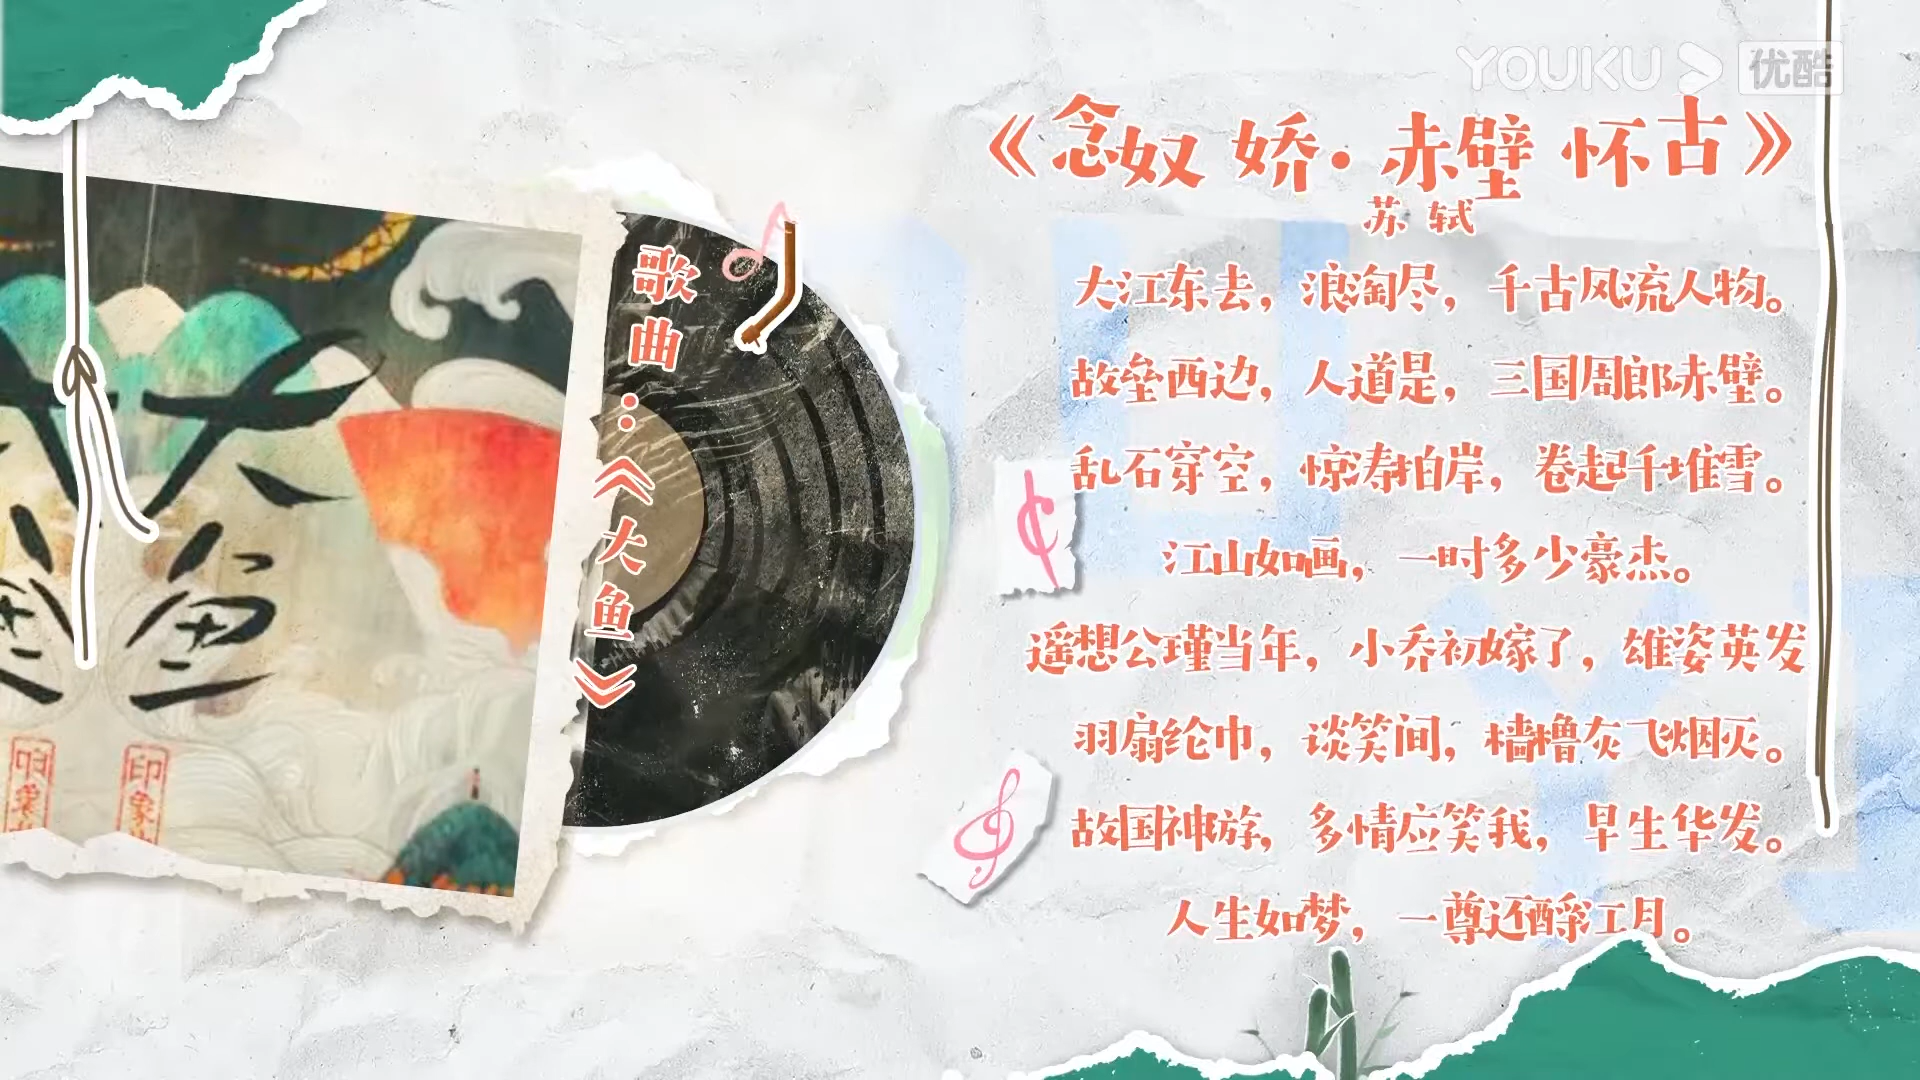 YOUKU 优酷
《念奴娇·赤壁怀古》
苏轼
大江东去，浪淘尽，千古风流人物。
故垒西边，人道是，三国周郎赤壁。
乱石穿空，惊涛拍岸，卷起千堆雪。
江山如画，一时多少豪杰。
遥想公瑾当年，小乔初嫁了，雄姿英发
羽扇纶巾，谈笑间，樯橹灰飞烟灭。
故国神游，多情应笑我，早生华发。
人生如梦，一尊还酹江月。
歌曲：《大鱼》
大鱼
印象